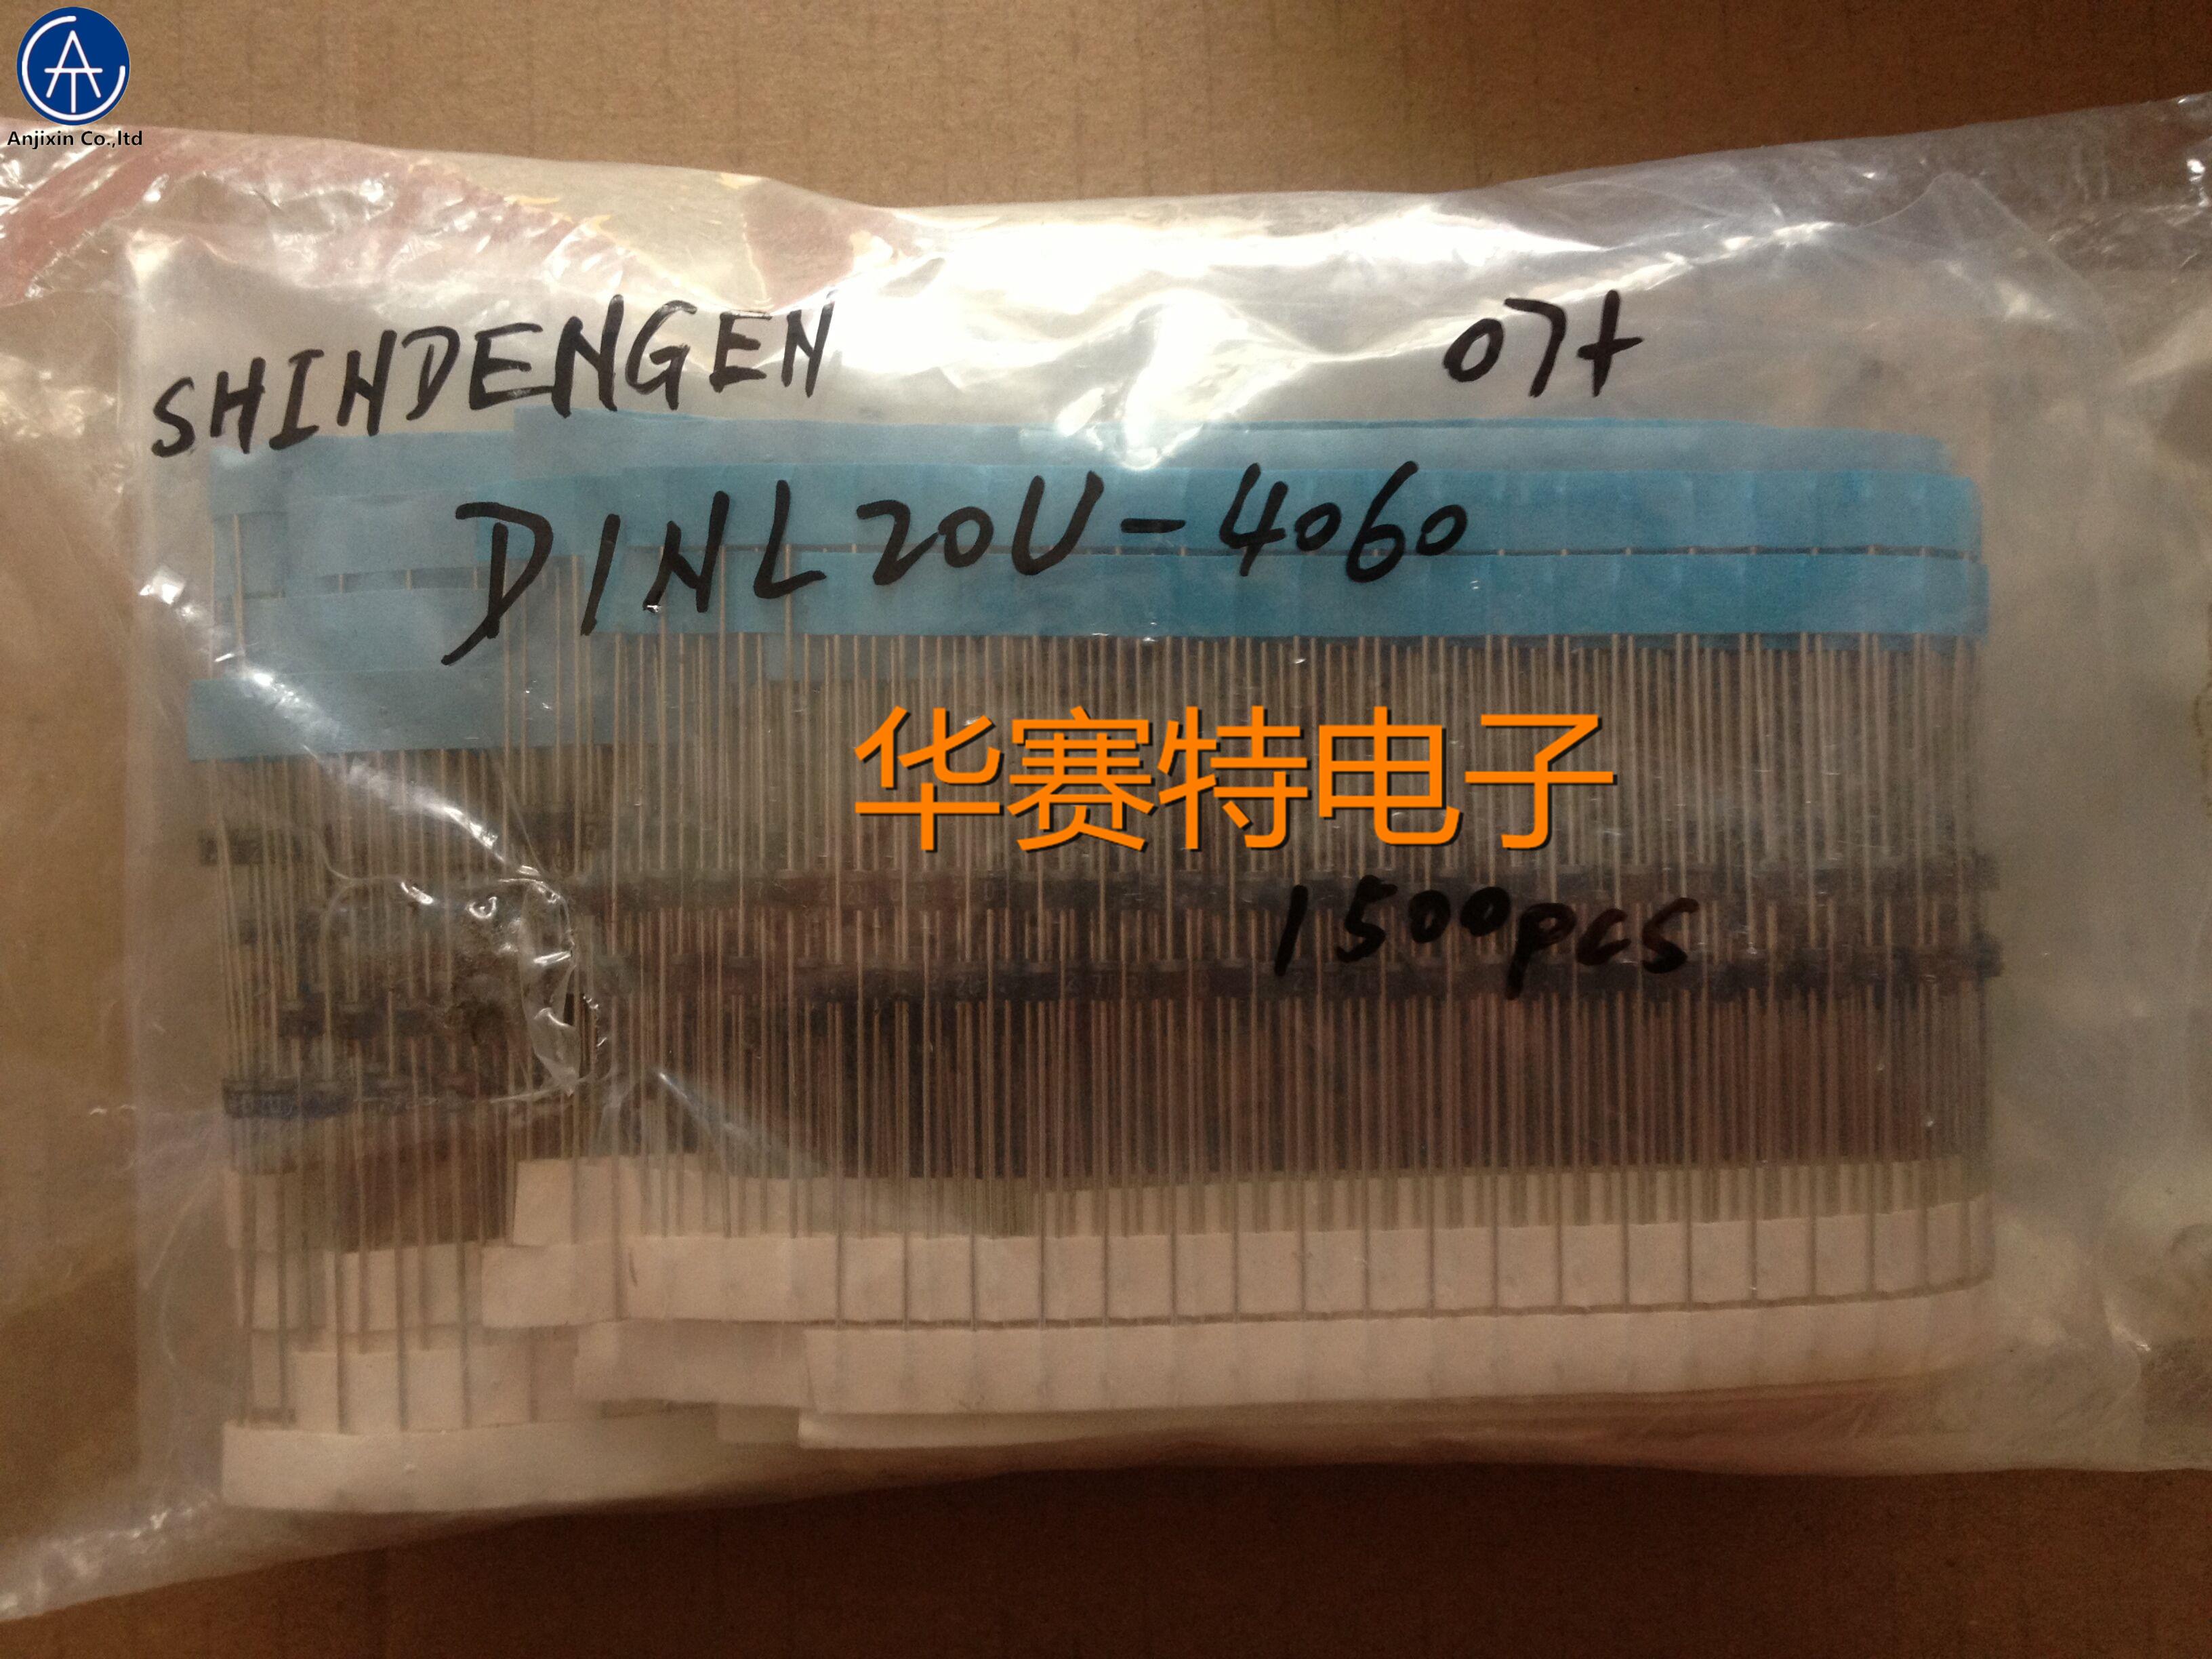 Anjixin Co.,ltd
SHINDENGEN 07+
D1NL20U-4060
华赛特电子
1500pcs